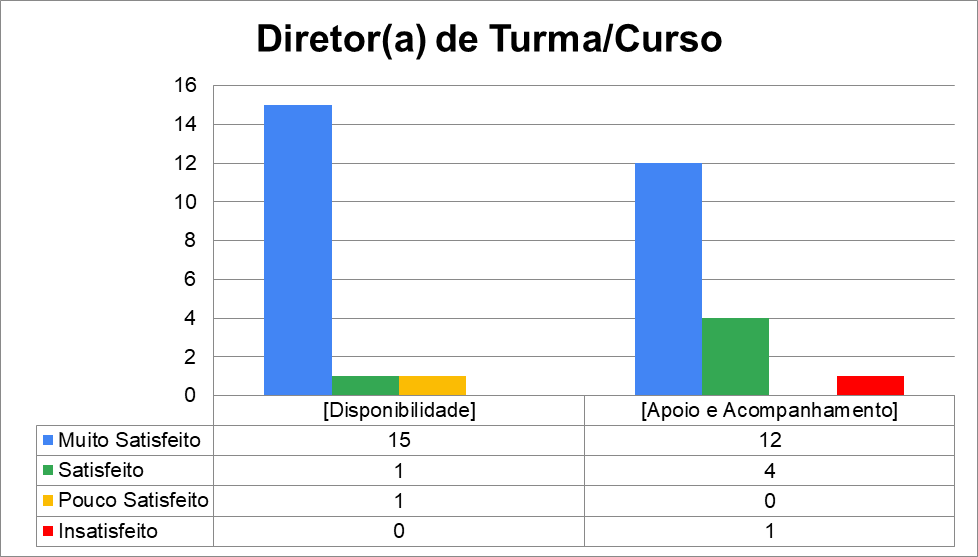 Diretor(a) de Turma/Curso
16
14
12
10
8
6
4
2
0
[Disponibilidade] [Apoio e Acompanhamento]
Muito Satisfeito 15 12
Satisfeito 1 4
Pouco Satisfeito 1 0
Insatisfeito 0 1